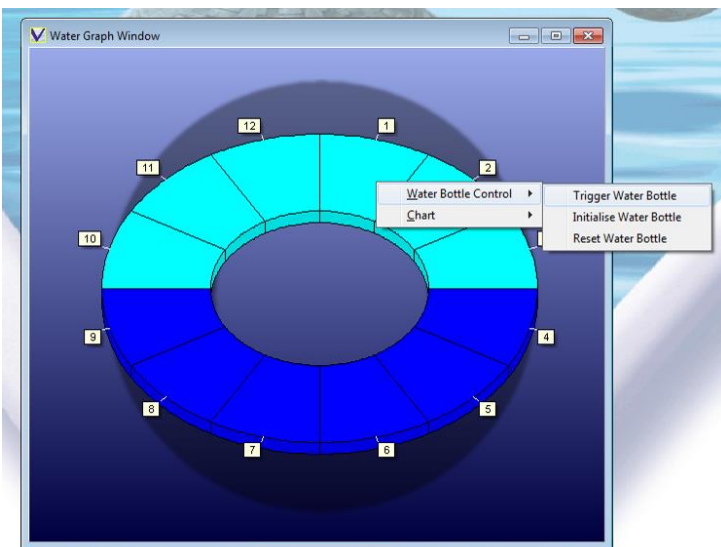 Water Graph Window
12
1
11
2
Water Bottle Control
Trigger Water Bottle
Chart
Initialise Water Bottle
10
Reset Water Bottle
9
4
8
5
7
6